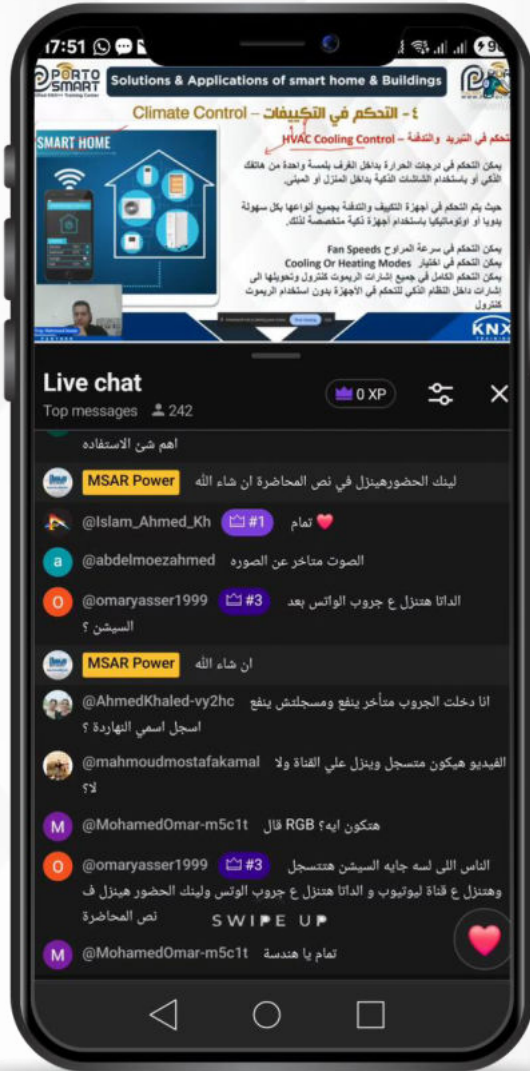 17:51
PORTO
SMART
Solutions & Applications of smart home & Buildings
٤ - التحكم في التكييفات – Climate Control
SMART HOME
تحكم في التبريد والتدفئة – HVAC Cooling Control
يمكن التحكم في درجات الحرارة بداخل الغرف بلمسة واحدة من هاتفك
الذكي أو باستخدام الشاشات الذكية بداخل المنزل أو المبنى.
حيث يتم التحكم في أجهزة التكييف والتدفئة بجميع أنواعها بكل سهولة
يدويا أو اوتوماتيكيا باستخدام أجهزة ذكية متخصصة لذلك.
يمكن التحكم في سرعة المراوح Fan Speeds
يمكن التحكم في اختيار Cooling Or Heating Modes
يمكن التحكم الكامل في جميع إشارات الريموت كنترول وتحويلها الى
إشارات داخل النظام الذكي للتحكم في الاجهزة بدون استخدام الريموت
كنترول
KNX
Live chat
0 XP
Top messages 242
اهم شئ الاستفاده
MSAR Power لينك الحضورهينزل في نص المحاضرة ان شاء الله
@Islam_Ahmed_Kh #1 تمام ❤️
@abdelmoezahmed الصوت متاخر عن الصوره
@omaryasser1999 #3 الداتا هتنزل ع جروب الواتس بعد
السيشن ؟
MSAR Power ان شاء الله
@AhmedKhaled-vy2hc انا دخلت الجروب متأخر ينفع ومسجلتش ينفع
اسجل اسمي النهاردة ؟
@mahmoudmostafakamal الفيديو هيكون متسجل وينزل علي القناة ولا
لا؟
@MohamedOmar-m5c1t هتكون ايه؟ RGB قال
@omaryasser1999 #3 الناس اللى لسه جايه السيشن هتتسجل
وهتنزل ع قناة ليوتيوب و الداتا هتنزل ع جروب الوتس ولينك الحضور هينزل ف
نص المحاضرة
SWIPE UP
@MohamedOmar-m5c1t تمام يا هندسة